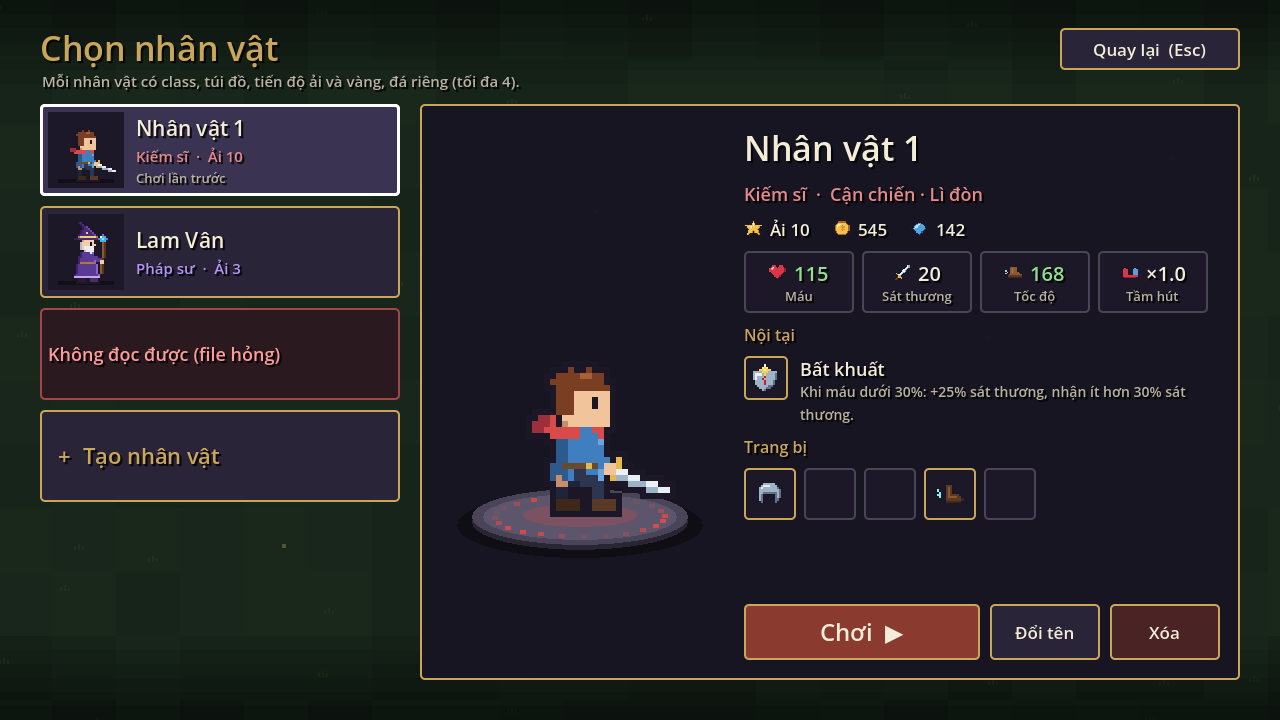 Chọn nhân vật
Quay lại (Esc)
Mỗi nhân vật có class, túi đồ, tiến độ ải và vàng, đá riêng (tối đa 4).
Nhân vật 1
Kiếm sĩ · Ải 10
Chơi lần trước
Lam Vân
Pháp sư · Ải 3
Không đọc được (file hỏng)
+ Tạo nhân vật
Nhân vật 1
Kiếm sĩ · Cận chiến · Lì đòn
Ải 10 545 142
115 20 168 ×1.0
Máu Sát thương Tốc độ Tầm hút
Nội tại
Bất khuất
Khi máu dưới 30%: +25% sát thương, nhận ít hơn 30% sát
thương.
Trang bị
Chơi ▶ Đổi tên Xóa